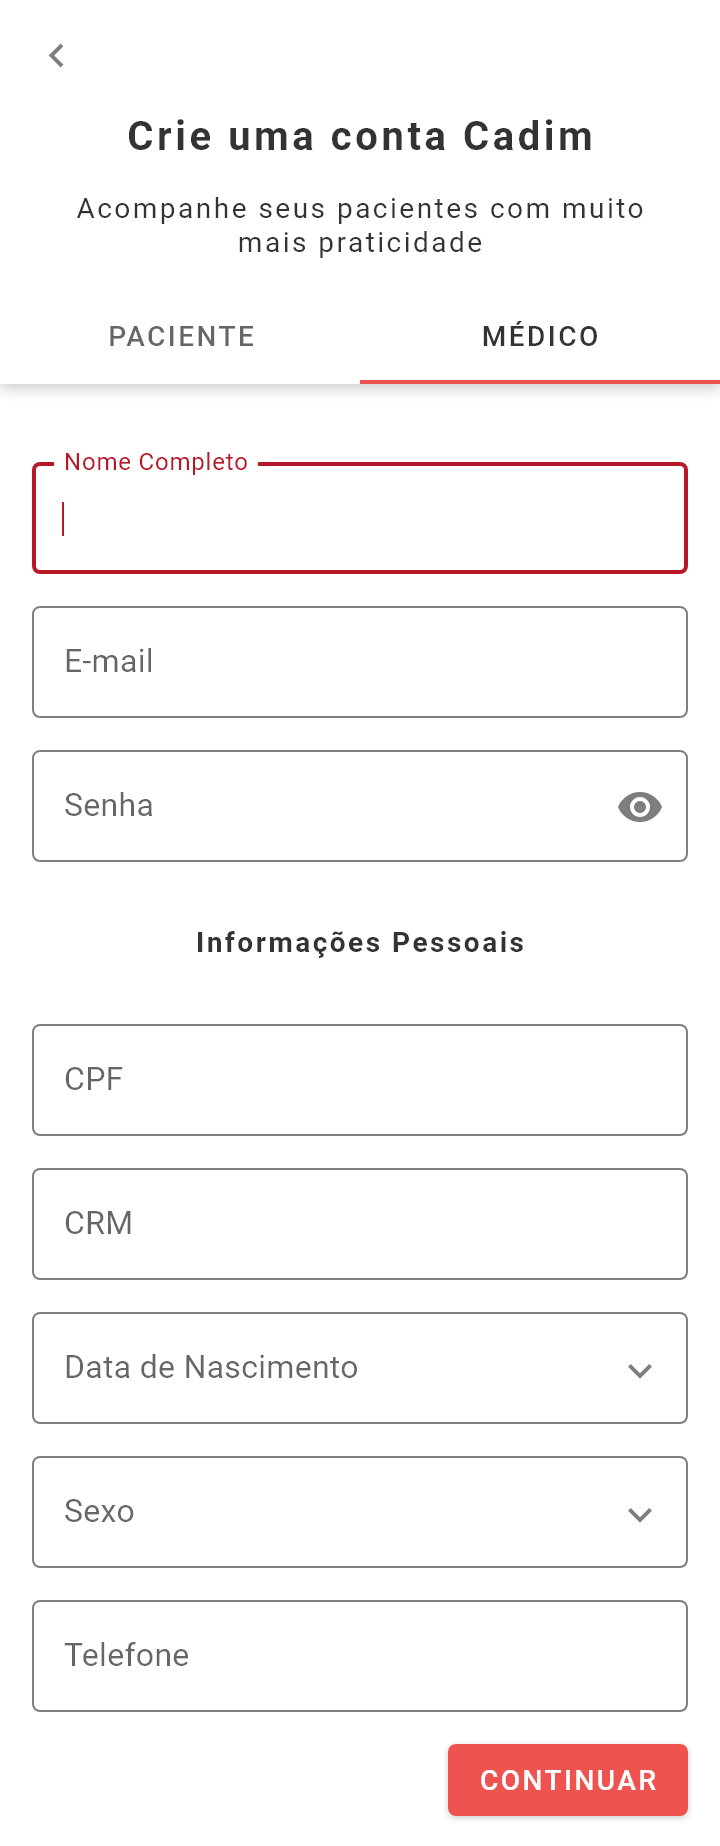 Crie uma conta Cadim
Acompanhe seus pacientes com muito
mais praticidade
PACIENTE
MÉDICO
Nome Completo
E-mail
Senha
Informações Pessoais
CPF
CRM
Data de Nascimento
Sexo
Telefone
CONTINUAR